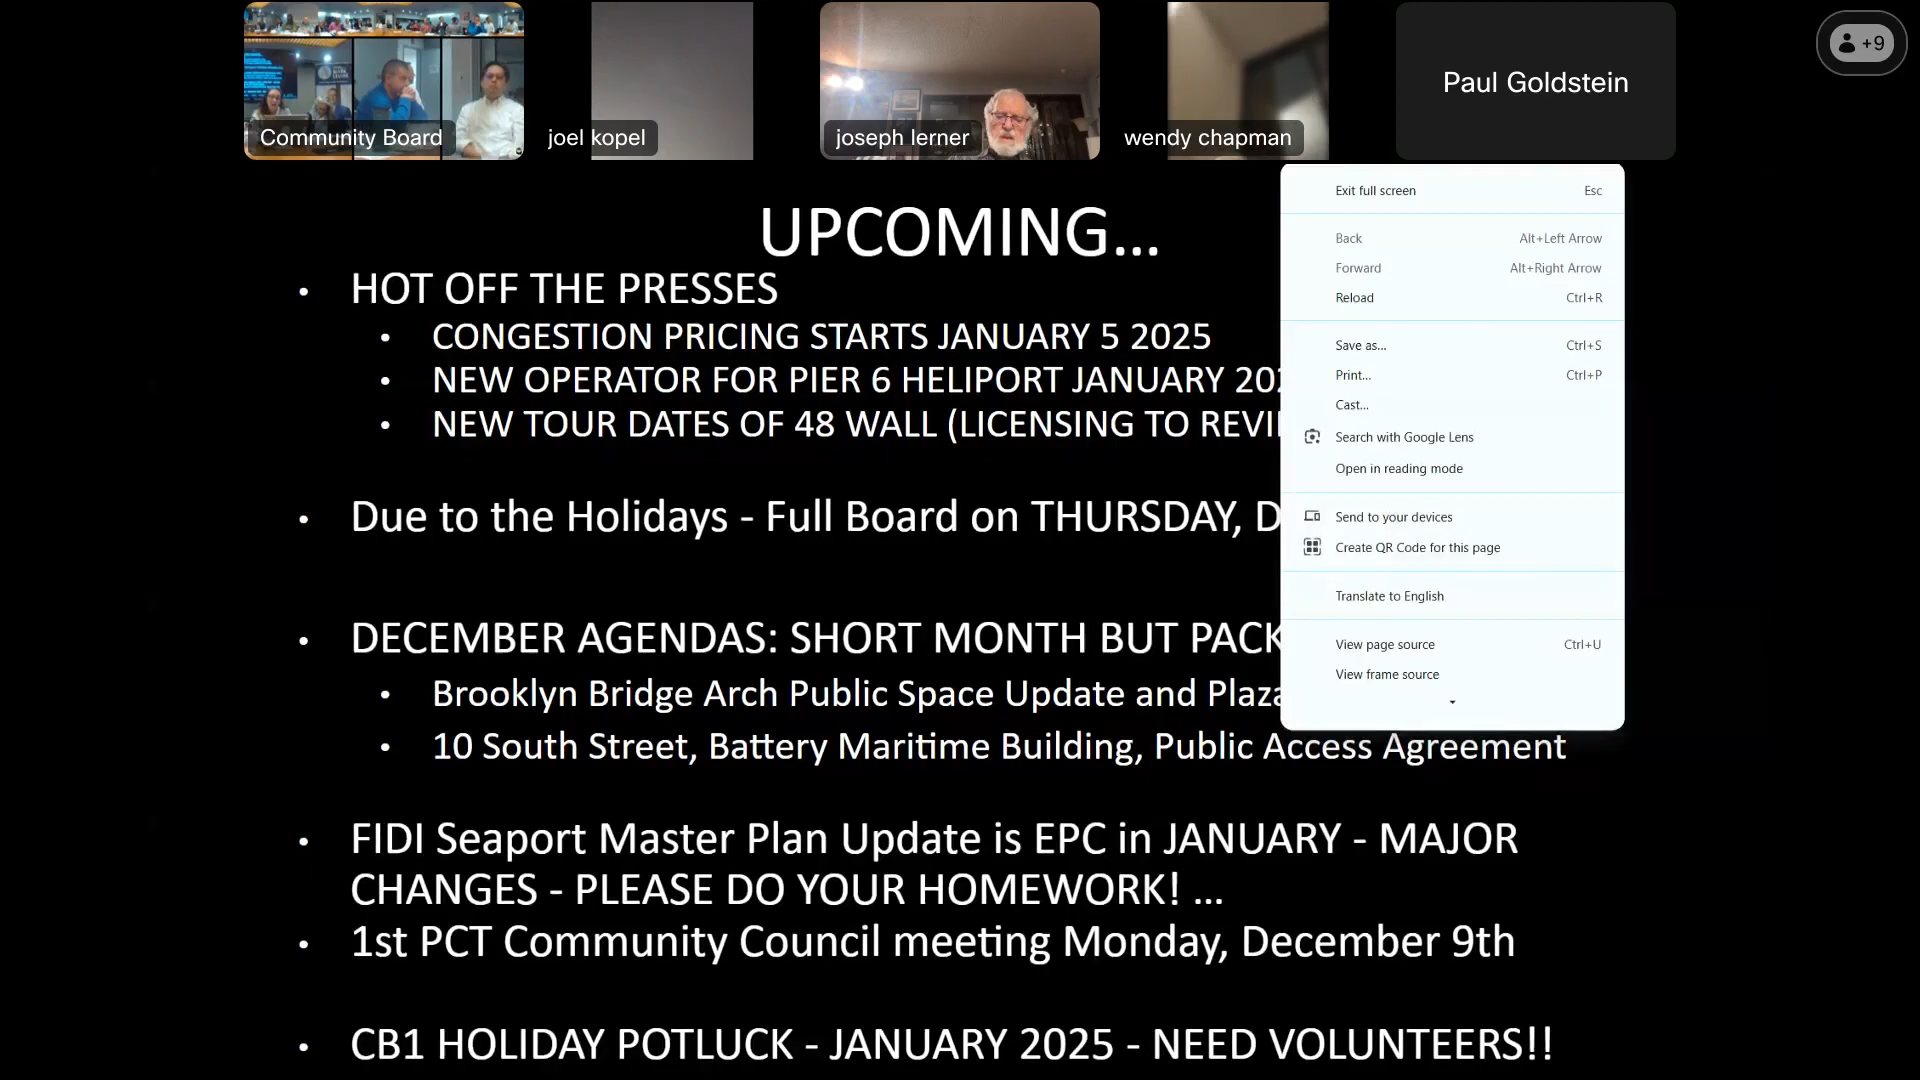 Community Board
joel kopel
joseph lerner
wendy chapman
Paul Goldstein
+9
UPCOMING...
• HOT OFF THE PRESSES
• CONGESTION PRICING STARTS JANUARY 5 2025
• NEW OPERATOR FOR PIER 6 HELIPORT JANUARY
• NEW TOUR DATES OF 48 WALL (LICENSING TO
• Due to the Holidays - Full Board on THURSDAY,
• DECEMBER AGENDAS: SHORT MONTH BUT
• Brooklyn Bridge Arch Public Space Update and
• 10 South Street, Battery Maritime Building, Public Access Agreement
• FIDI Seaport Master Plan Update is EPC in JANUARY - MAJOR
CHANGES - PLEASE DO YOUR HOMEWORK! ...
• 1st PCT Community Council meeting Monday, December 9th
• CB1 HOLIDAY POTLUCK - JANUARY 2025 - NEED VOLUNTEERS!!
Exit full screen Esc
Back Alt+Left Arrow
Forward Alt+Right Arrow
Reload Ctrl+R
Save as... Ctrl+S
Print... Ctrl+P
Cast...
Search with Google Lens
Open in reading mode
Send to your devices
Create QR Code for this page
Translate to English
View page source Ctrl+U
View frame source